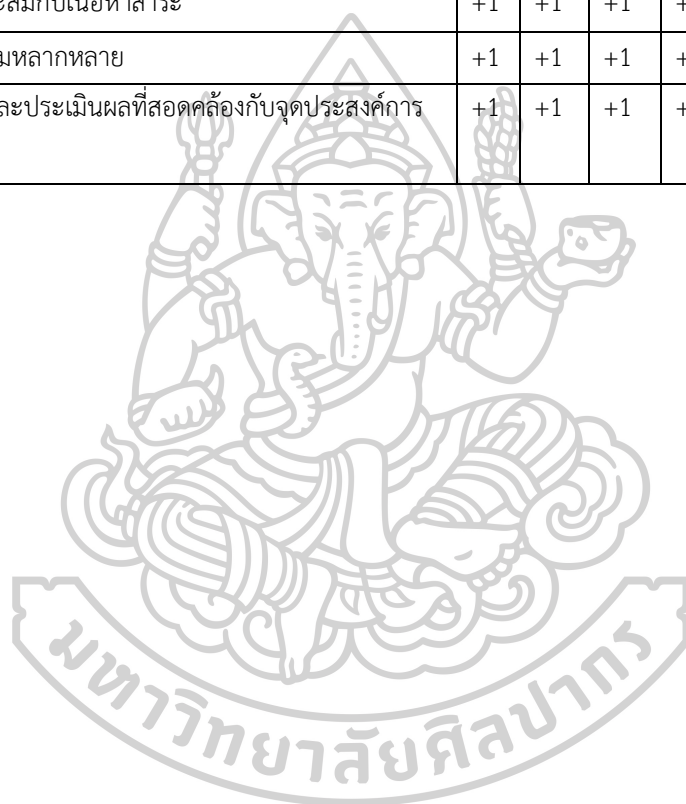 ะสมกับเนื้อหาสาระ +1 +1 +1
มหลากหลาย +1 +1 +1
ละประเมินผลที่สอดคล้องกับจุดประสงค์การ +1 +1 +1
มหาวิทยาลัยศิลปากร